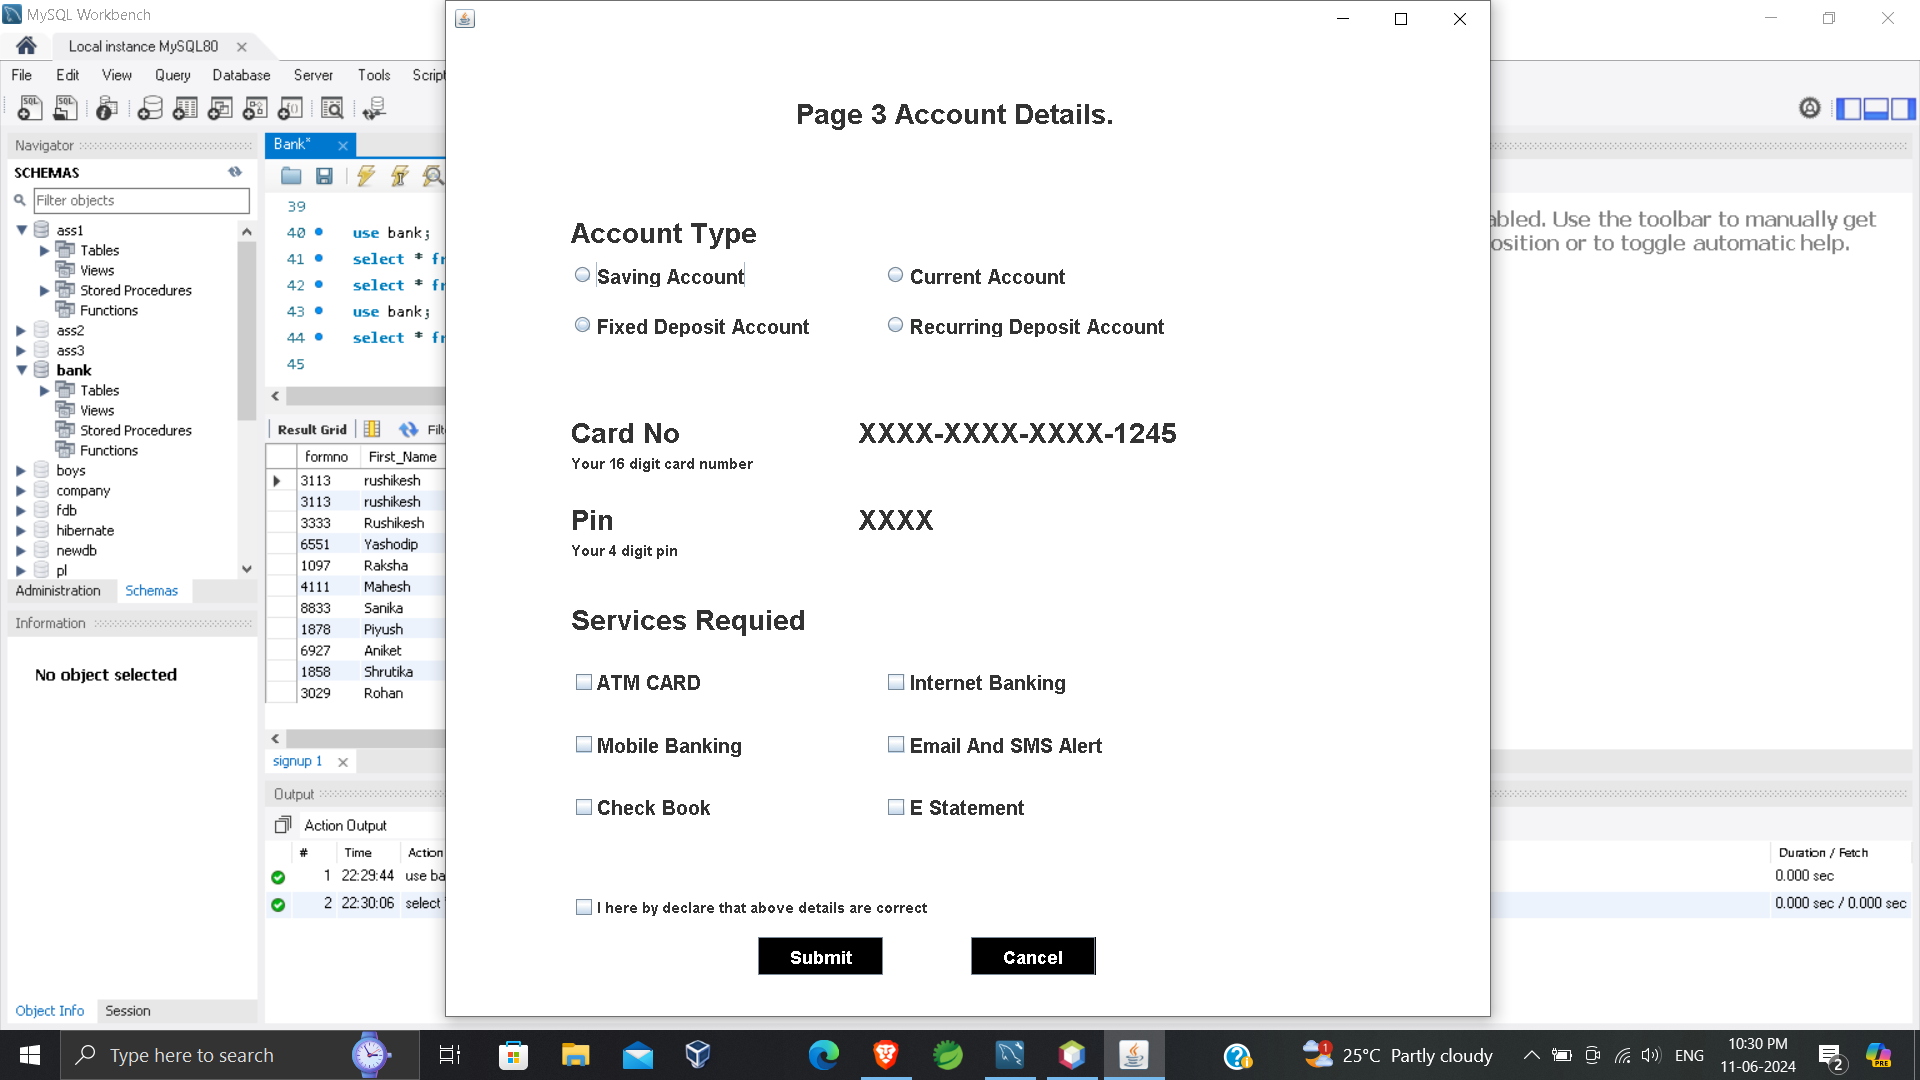 MySQL Workbench
Local instance MySQL80
File Edit View Query Database Server Tools Script
Navigator
SCHEMAS
Filter objects
ass1
Tables
Views
Stored Procedures
Functions
ass2
ass3
bank
Tables
Views
Stored Procedures
Functions
boys
company
fdb
hibernate
newdb
pl
Administration Schemas
Information
No object selected
Object Info Session
Bank*
39
40 use bank;
41 select * fr
42 select * fr
43 use bank;
44 select * fr
45
Result Grid Filt
formno First_Name
3113 rushikesh
3113 rushikesh
3333 Rushikesh
6551 Yashodip
1097 Raksha
4111 Mahesh
8833 Sanika
1878 Piyush
6927 Aniket
1858 Shrutika
3029 Rohan
signup 1
Output
Action Output
# Time Action
1 22:29:44 use ba
2 22:30:06 select
Page 3 Account Details.
Account Type
Saving Account Current Account
Fixed Deposit Account Recurring Deposit Account
Card No XXXX-XXXX-XXXX-1245
Your 16 digit card number
Pin XXXX
Your 4 digit pin
Services Requied
ATM CARD Internet Banking
Mobile Banking Email And SMS Alert
Check Book E Statement
I here by declare that above details are correct
Submit Cancel
abled. Use the toolbar to manually get
osition or to toggle automatic help.
Duration / Fetch
0.000 sec
0.000 sec / 0.000 sec
Type here to search
1
25°C Partly cloudy
ENG
10:30 PM
11-06-2024
2
PRE